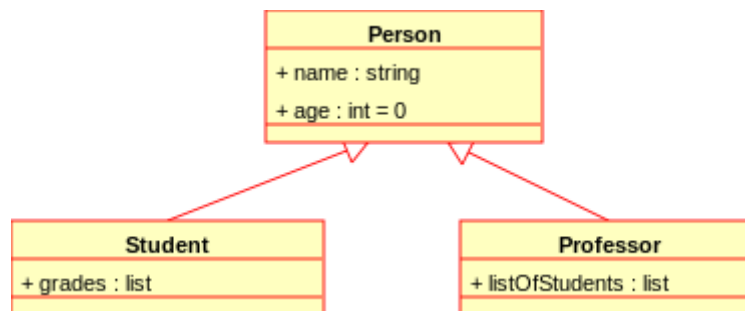 Person
+ name : string
+ age : int = 0
Student
+ grades : list
Professor
+ listOfStudents : list